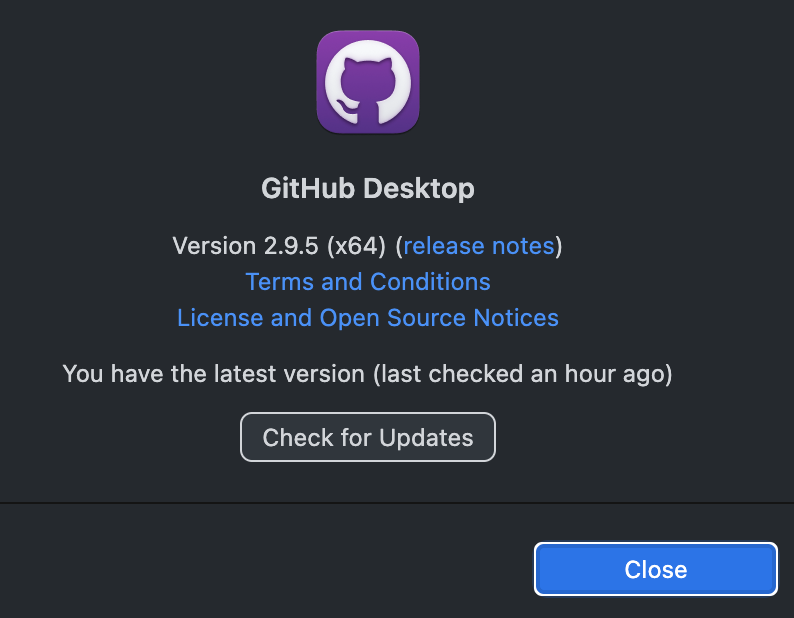 GitHub Desktop
Version 2.9.5 (x64) (release notes)
Terms and Conditions
License and Open Source Notices
You have the latest version (last checked an hour ago)
Check for Updates
Close